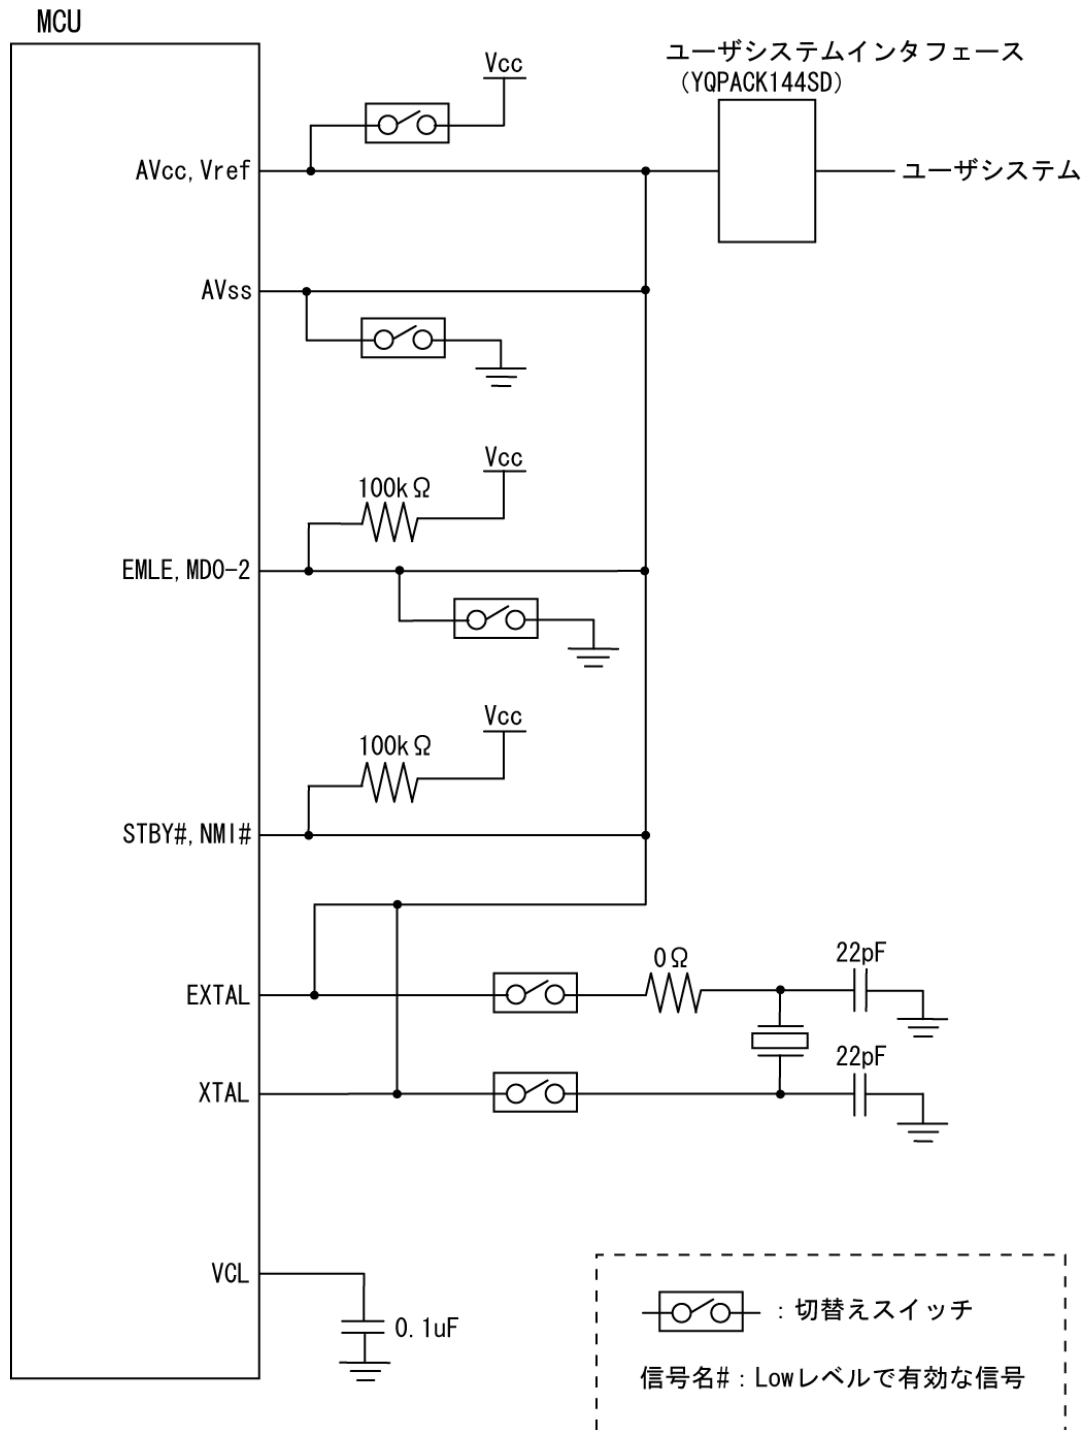 MCU
Vcc
ユーザシステムインタフェース
(YQPACK144SD)
AVcc, Vref
ユーザシステム
AVss
Vcc
100kΩ
EMLE, MD0-2
Vcc
100kΩ
STBY#, NMI#
0Ω
22pF
EXTAL
22pF
XTAL
VCL
0.1uF
：切替えスイッチ
信号名#：Lowレベルで有効な信号